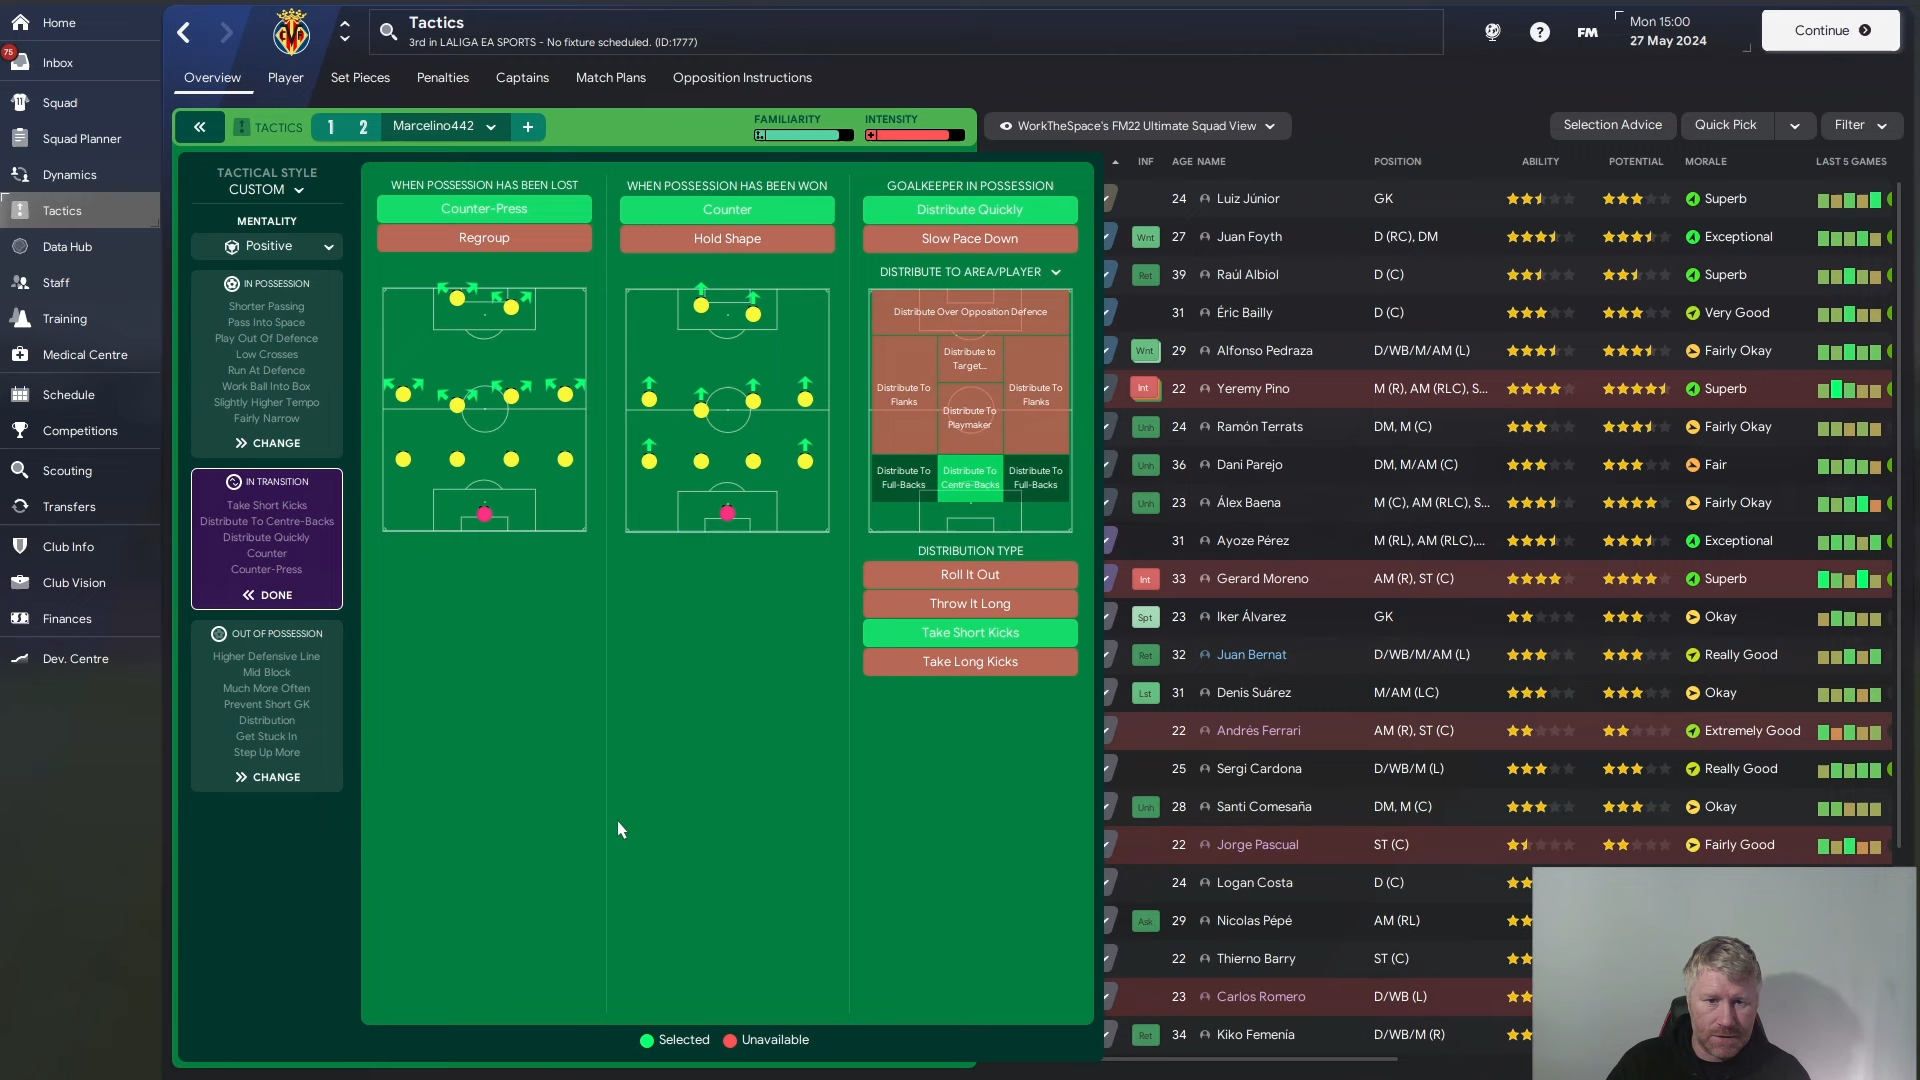 Home
75
Inbox
Squad
Squad Planner
Dynamics
Tactics
Data Hub
Staff
Training
Medical Centre
Schedule
Competitions
Scouting
Transfers
Club Info
Club Vision
Finances
Dev. Centre
Tactics
3rd in LALIGA EA SPORTS - No fixture scheduled. (ID:1777)
FM
Mon 15:00
27 May 2024
Continue
Overview
Player
Set Pieces
Penalties
Captains
Match Plans
Opposition Instructions
TACTICS
1 2
Marcelino442
FAMILIARITY
INTENSITY
TACTICAL STYLE
CUSTOM
MENTALITY
Positive
IN POSSESSION
Shorter Passing
Pass Into Space
Play Out Of Defence
Low Crosses
Run At Defence
Work Ball Into Box
Slightly Higher Tempo
Fairly Narrow
CHANGE
IN TRANSITION
Take Short Kicks
Distribute To Centre-Backs
Distribute Quickly
Counter
Counter-Press
DONE
OUT OF POSSESSION
Higher Defensive Line
Mid Block
Much More Often
Prevent Short GK
Distribution
Get Stuck In
Step Up More
CHANGE
WHEN POSSESSION HAS BEEN LOST
Counter-Press
Regroup
WHEN POSSESSION HAS BEEN WON
Counter
Hold Shape
GOALKEEPER IN POSSESSION
Distribute Quickly
Slow Pace Down
DISTRIBUTE TO AREA/PLAYER
Distribute Over Opposition Defence
Distribute to
Target...
Distribute To
Flanks
Distribute To
Playmaker
Distribute To
Flanks
Distribute To
Full-Backs
Distribute To
Centre-Backs
Distribute To
Full-Backs
DISTRIBUTION TYPE
Roll It Out
Throw It Long
Take Short Kicks
Take Long Kicks
Selected
Unavailable
WorkTheSpace's FM22 Ultimate Squad View
Selection Advice
Quick Pick
Filter
INF AGE NAME POSITION ABILITY POTENTIAL MORALE LAST 5 GAMES
24 Luiz Júnior GK Superb
Wnt 27 Juan Foyth D (RC), DM Exceptional
Ret 39 Raúl Albiol D (C) Superb
31 Éric Bailly D (C) Very Good
Wnt 29 Alfonso Pedraza D/WB/M/AM (L) Fairly Okay
Int 22 Yeremy Pino M (R), AM (RLC), S... Superb
Unh 24 Ramón Terrats DM, M (C) Fairly Okay
Unh 36 Dani Parejo DM, M/AM (C) Fair
Unh 23 Álex Baena M (C), AM (RLC), S... Fairly Okay
31 Ayoze Pérez M (RL), AM (RLC),... Exceptional
Int 33 Gerard Moreno AM (R), ST (C) Superb
Spt 23 Iker Álvarez GK Okay
Ret 32 Juan Bernat D/WB/M/AM (L) Really Good
Lst 31 Denis Suárez M/AM (LC) Okay
22 Andrés Ferrari AM (R), ST (C) Extremely Good
25 Sergi Cardona D/WB/M (L) Really Good
Unh 28 Santi Comesaña DM, M (C) Okay
22 Jorge Pascual ST (C) Fairly Good
24 Logan Costa D (C)
Ask 29 Nicolas Pépé AM (RL)
22 Thierno Barry ST (C)
23 Carlos Romero D/WB (L)
Ret 34 Kiko Femenía D/WB/M (R)